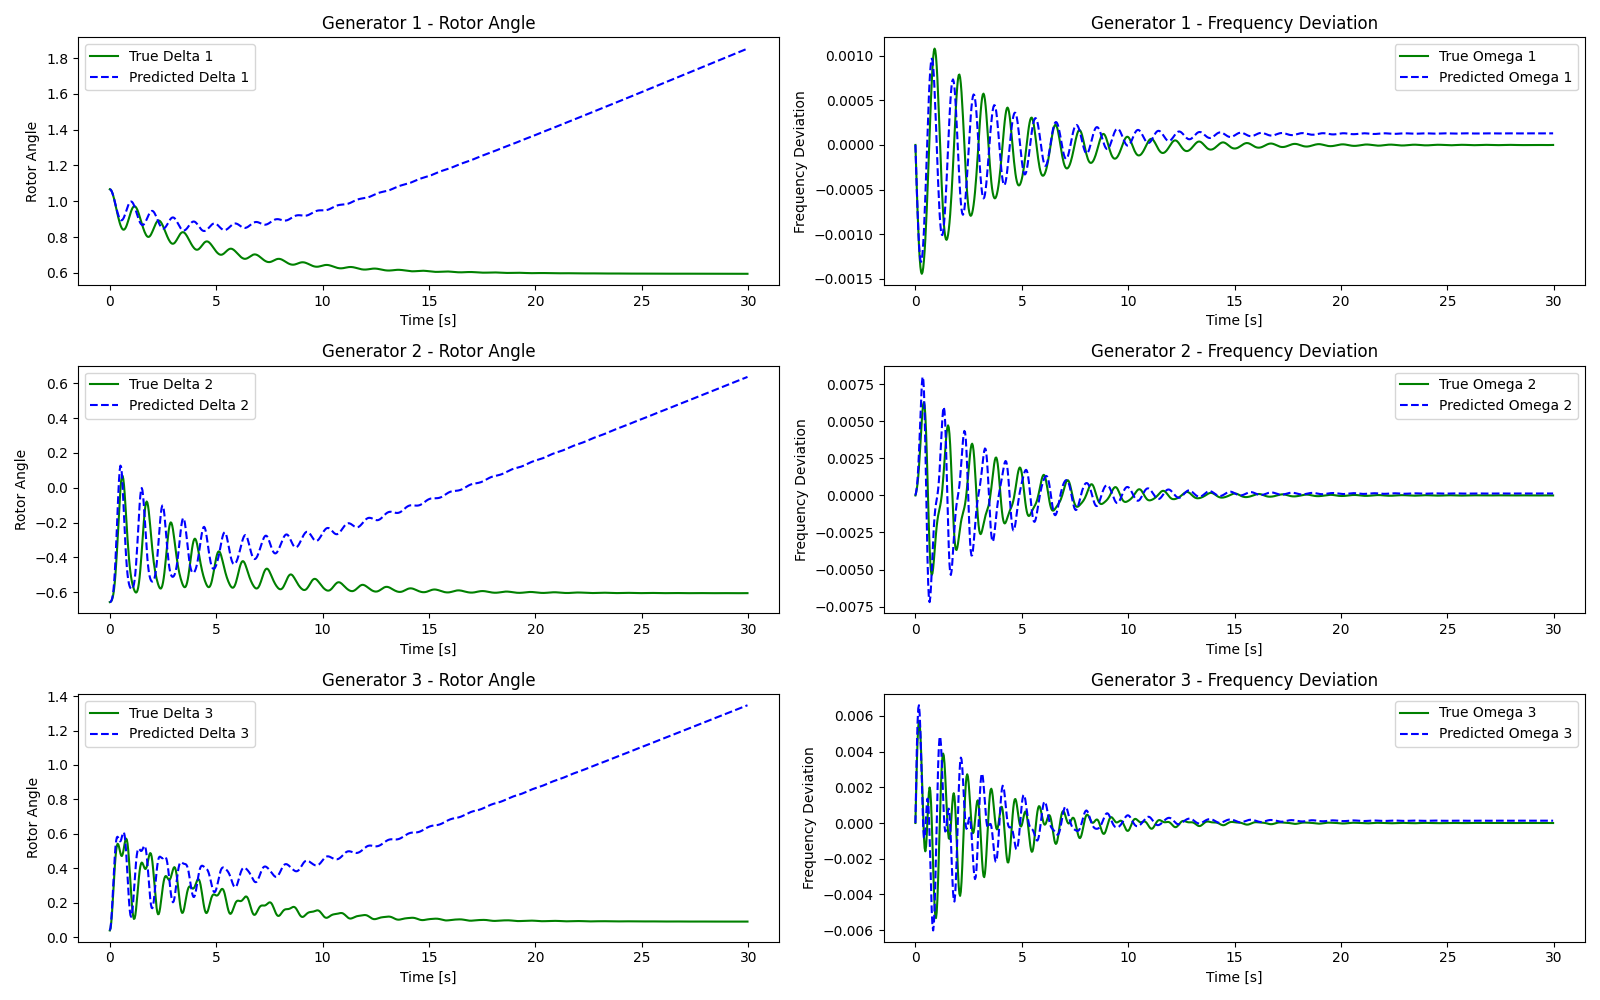 Generator 1 - Rotor Angle
True Delta 1
Predicted Delta 1
Rotor Angle
1.8
1.6
1.4
1.2
1.0
0.8
0.6
0 5 10 15 20 25 30
Time [s]
Generator 1 - Frequency Deviation
True Omega 1
Predicted Omega 1
Frequency Deviation
0.0010
0.0005
0.0000
−0.0005
−0.0010
−0.0015
0 5 10 15 20 25 30
Time [s]
Generator 2 - Rotor Angle
True Delta 2
Predicted Delta 2
Rotor Angle
0.6
0.4
0.2
0.0
−0.2
−0.4
−0.6
0 5 10 15 20 25 30
Time [s]
Generator 2 - Frequency Deviation
True Omega 2
Predicted Omega 2
Frequency Deviation
0.0075
0.0050
0.0025
0.0000
−0.0025
−0.0050
−0.0075
0 5 10 15 20 25 30
Time [s]
Generator 3 - Rotor Angle
True Delta 3
Predicted Delta 3
Rotor Angle
1.4
1.2
1.0
0.8
0.6
0.4
0.2
0.0
0 5 10 15 20 25 30
Time [s]
Generator 3 - Frequency Deviation
True Omega 3
Predicted Omega 3
Frequency Deviation
0.006
0.004
0.002
0.000
−0.002
−0.004
−0.006
0 5 10 15 20 25 30
Time [s]